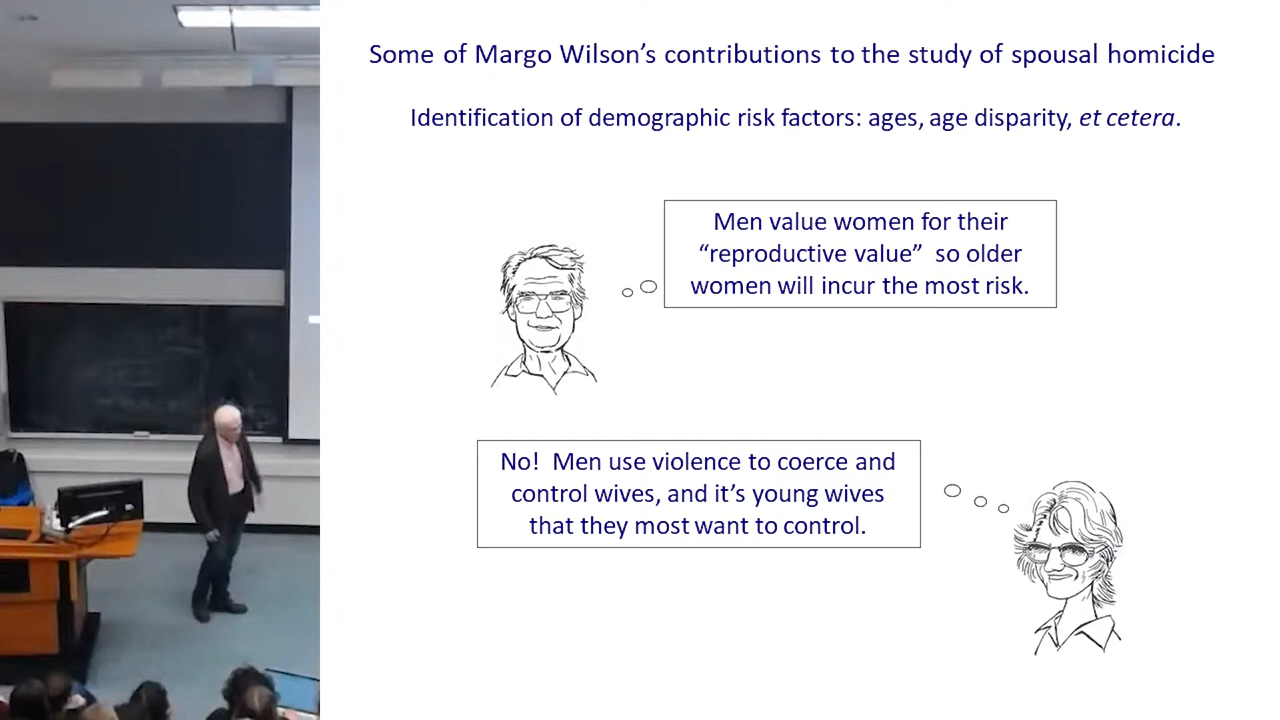 Some of Margo Wilson's contributions to the study of spousal homicide
Identification of demographic risk factors: ages, age disparity, et cetera.
Men value women for their
“reproductive value”  so older
women will incur the most risk.
No!  Men use violence to coerce and
control wives, and it's young wives
that they most want to control.